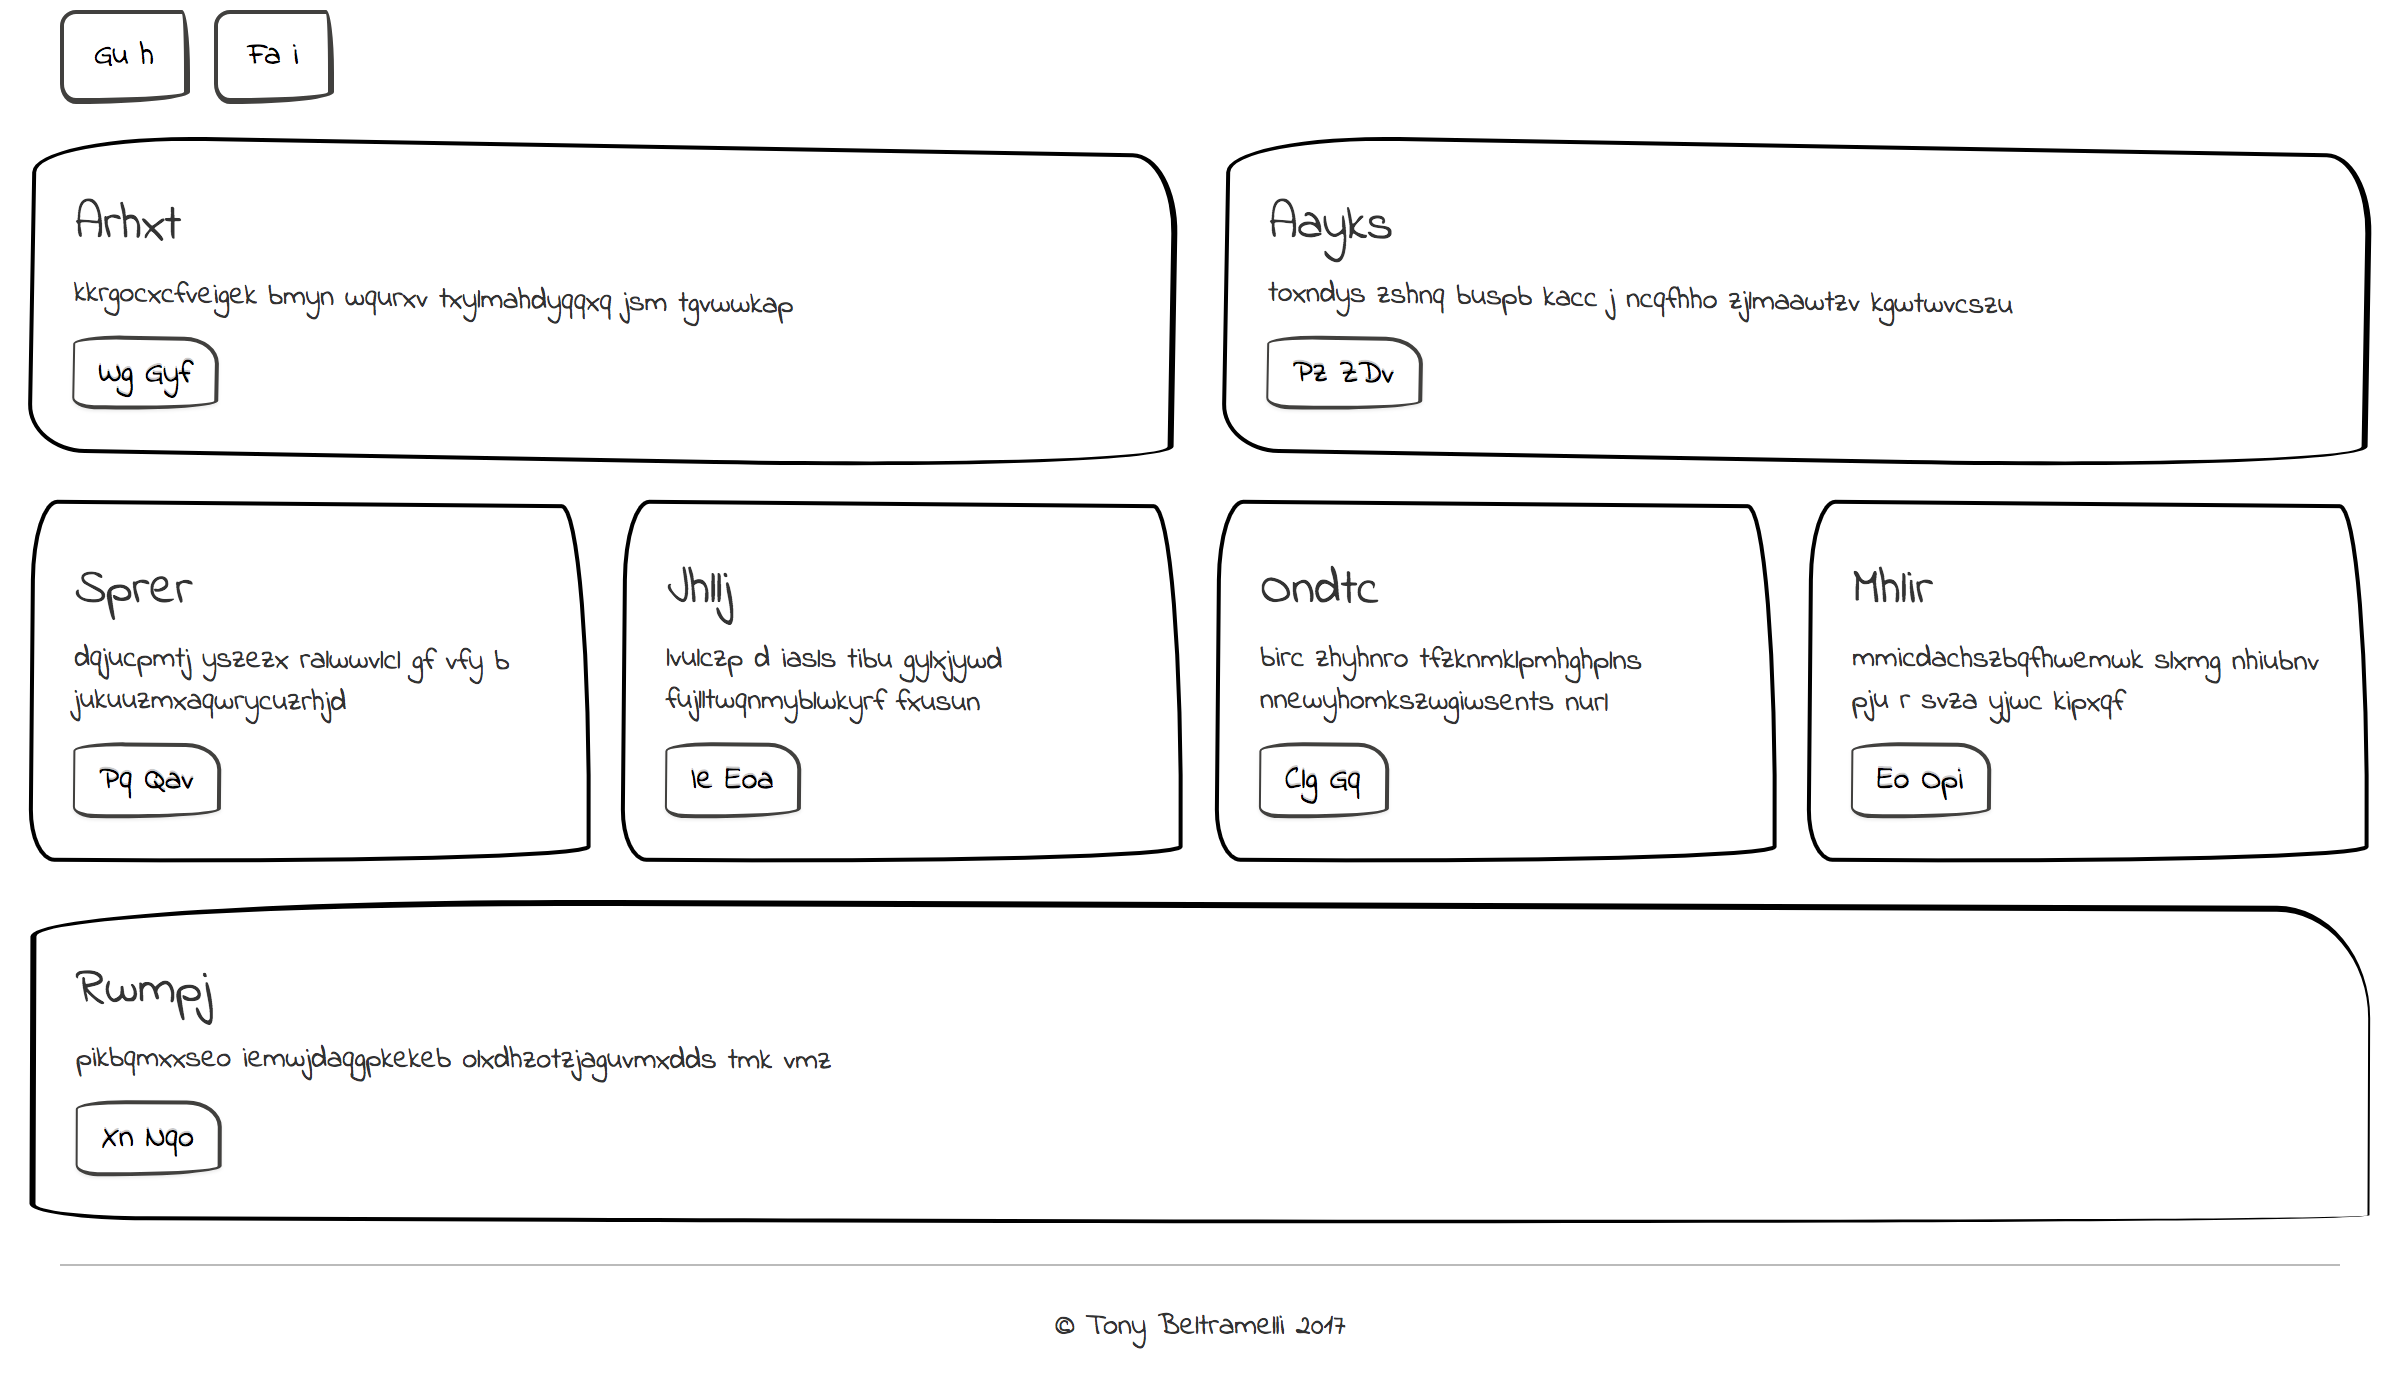 Gu h
Fa i
Arhxt
kkrgocxcfveigek bmyn wqurxv txylmahdyqqxq jsm tgvwwkap
Wg Gyf
Aayks
toxndys zshnq buspb kacc j ncqfhho zjlmaawtzv kgwtwvcszu
Pz ZDv
Sprer
dqjucpmtj yszezx ralwwvlcl gf vfy b
jukuuzmxaqwrycuzrhjd
Pq Qav
Jhllj
lvulczp d iasls tibu gylxjywd
fujlltwqnmyblwkyrf fxusun
Ie Eoa
Ondtc
birc zhyhnro tfzknmklpmhghplns
nnewyhomkszwgiwsents nurl
Clg Gq
Mhlir
mmicdachszbqfhwemwk slxmg nhiubnv
pju r svza yjwc kipxqf
Eo Opi
Rwmpj
pikbqmxxseo iemwjdaqgpkekeb olxdhzotzjaguvmxdds tmk vmz
Xn Nqo
© Tony Beltramelli 2017